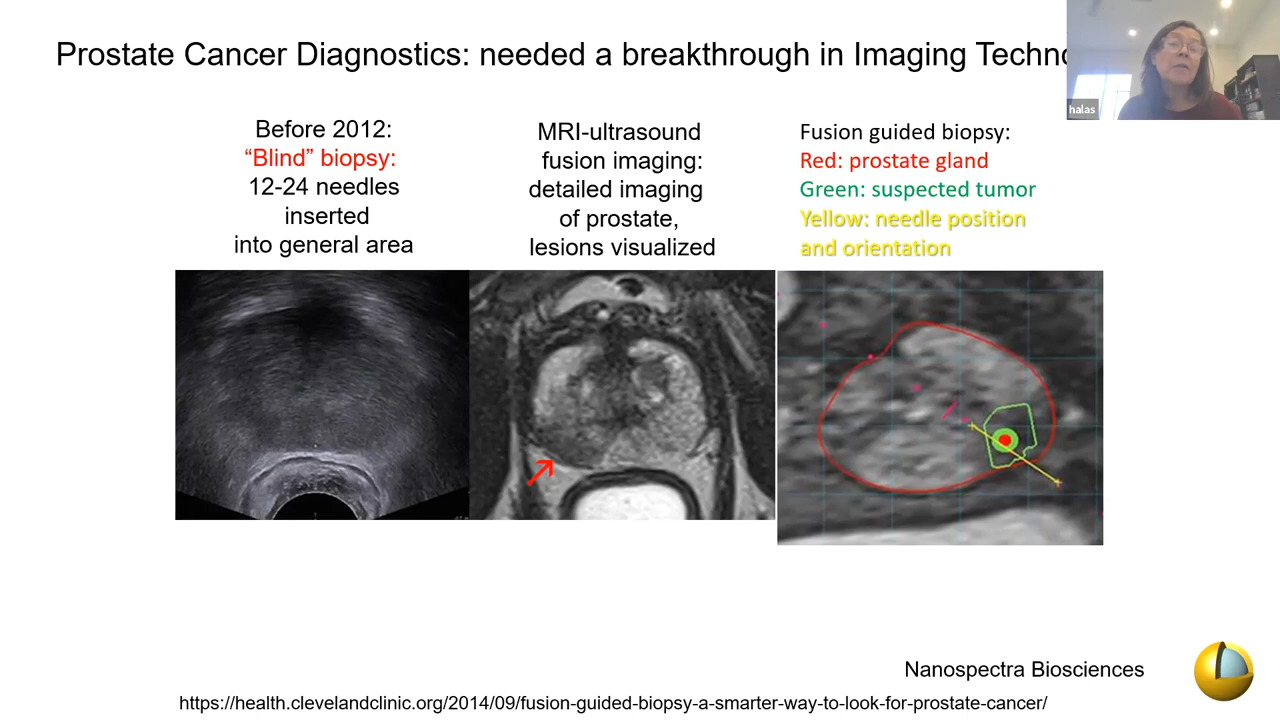 Prostate Cancer Diagnostics: needed a breakthrough in Imaging
halas
Before 2012:
“Blind” biopsy:
12-24 needles
inserted
into general area
MRI-ultrasound
fusion imaging:
detailed imaging
of prostate,
lesions visualized
Fusion guided biopsy:
Red: prostate gland
Green: suspected tumor
Yellow: needle position
and orientation
Nanospectra Biosciences
https://health.clevelandclinic.org/2014/09/fusion-guided-biopsy-a-smarter-way-to-look-for-prostate-cancer/